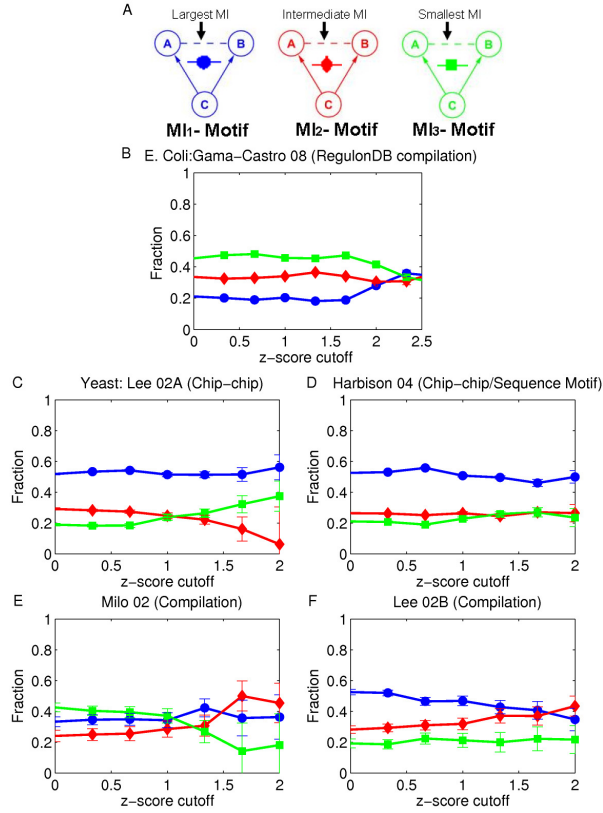 A
Largest MI Intermediate MI Smallest MI
A B A B A B
C C C
MI1- Motif MI2- Motif MI3- Motif
B E. Coli:Gama-Castro 08 (RegulonDB compilation)
1
0.8
0.6
0.4
0.2
0
Fraction
0 0.5 1 1.5 2 2.5
z-score cutoff
C Yeast: Lee 02A (Chip-chip)
1
0.8
0.6
0.4
0.2
0
Fraction
0 0.5 1 1.5 2
z-score cutoff
D Harbison 04 (Chip-chip/Sequence Motif)
1
0.8
0.6
0.4
0.2
0
Fraction
0 0.5 1 1.5 2
z-score cutoff
E Milo 02 (Compilation)
1
0.8
0.6
0.4
0.2
0
Fraction
0 0.5 1 1.5 2
z-score cutoff
F Lee 02B (Compilation)
1
0.8
0.6
0.4
0.2
0
Fraction
0 0.5 1 1.5 2
z-score cutoff